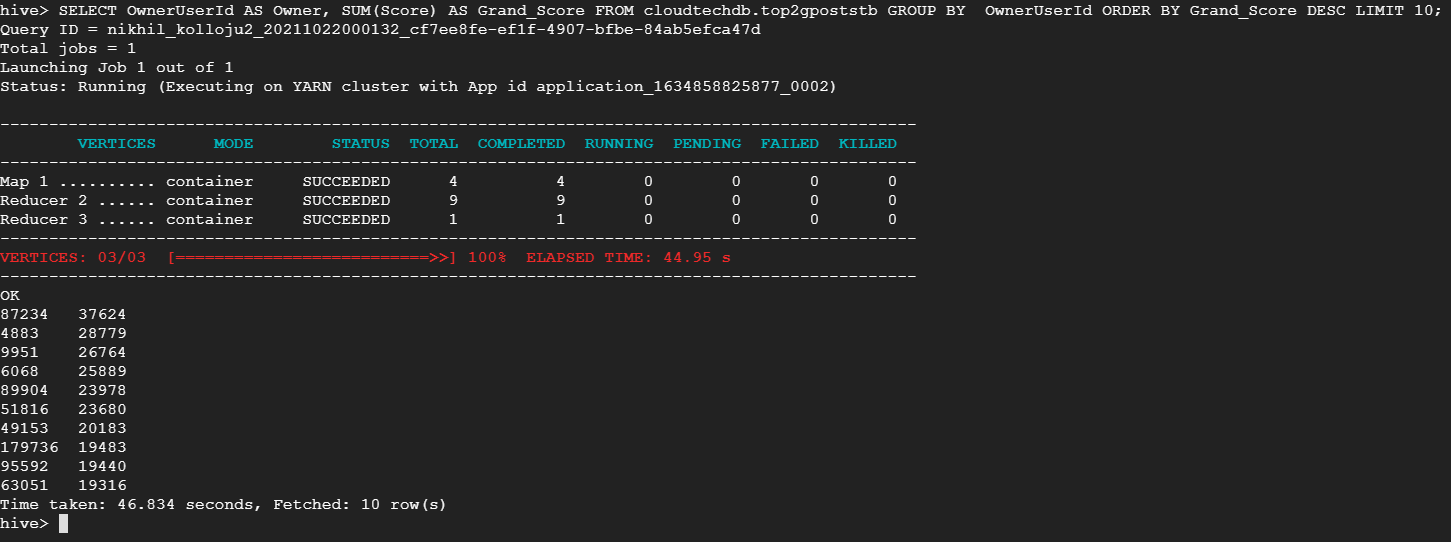 hive> SELECT OwnerUserId AS Owner, SUM(Score) AS Grand_Score FROM cloudtechdb.top2gpoststb GROUP BY  OwnerUserId ORDER BY Grand_Score DESC LIMIT 10;
Query ID = nikhil_kolloju2_20211022000132_cf7ee8fe-ef1f-4907-bfbe-84ab5efca47d
Total jobs = 1
Launching Job 1 out of 1
Status: Running (Executing on YARN cluster with App id application_1634858825877_0002)
----------------------------------------------------------------------------------------------
        VERTICES      MODE        STATUS  TOTAL  COMPLETED  RUNNING  PENDING  FAILED  KILLED
----------------------------------------------------------------------------------------------
Map 1 .......... container     SUCCEEDED      4          4        0        0       0       0
Reducer 2 ...... container     SUCCEEDED      9          9        0        0       0       0
Reducer 3 ...... container     SUCCEEDED      1          1        0        0       0       0
----------------------------------------------------------------------------------------------
VERTICES: 03/03  [==========================>>] 100%  ELAPSED TIME: 44.95 s
----------------------------------------------------------------------------------------------
OK
87234   37624
4883    28779
9951    26764
6068    25889
89904   23978
51816   23680
49153   20183
179736  19483
95592   19440
63051   19316
Time taken: 46.834 seconds, Fetched: 10 row(s)
hive>